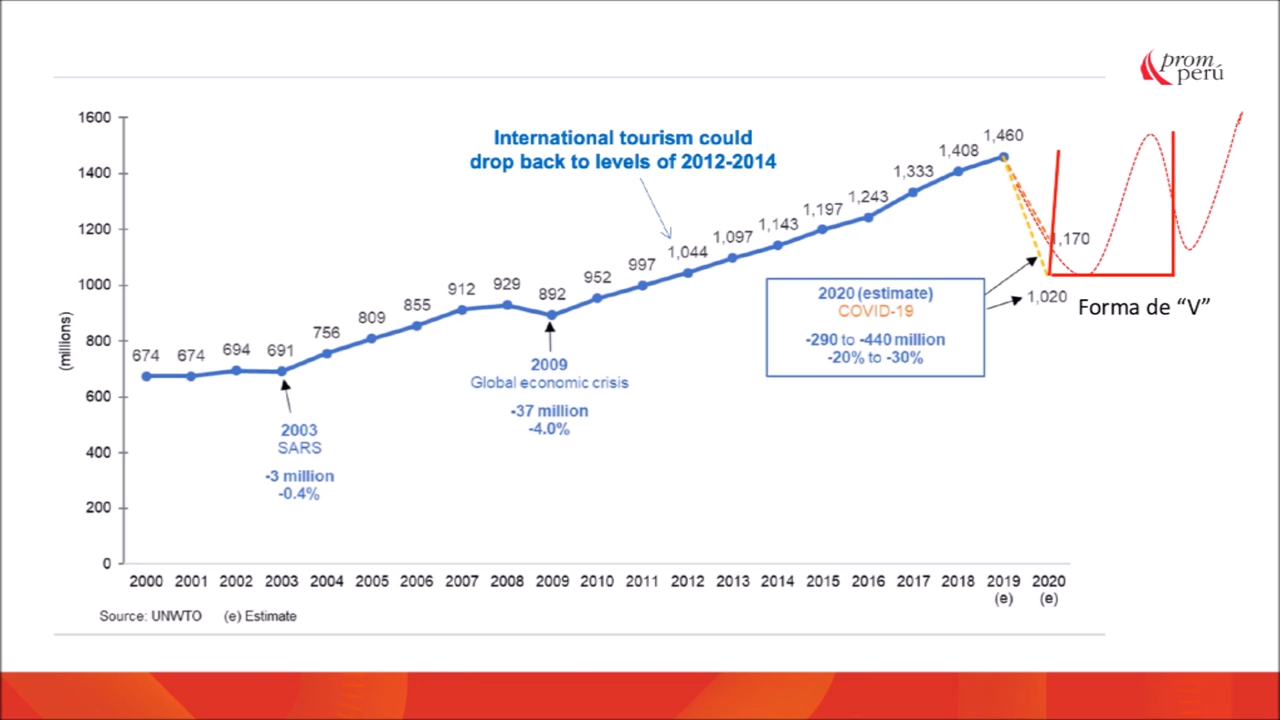 prom
perú
International tourism could
drop back to levels of 2012-2014
1600
1400
1200
1000
800
600
400
200
0
(millions)
674
674
694
691
756
809
855
912
929
892
952
997
1,044
1,097
1,143
1,197
1,243
1,333
1,408
1,460
1,170
1,020
2003
SARS
-3 million
-0.4%
2009
Global economic crisis
-37 million
-4.0%
2020 (estimate)
COVID-19
-290 to -440 million
-20% to -30%
Forma de “V”
2000 2001 2002 2003 2004 2005 2006 2007 2008 2009 2010 2011 2012 2013 2014 2015 2016 2017 2018 2019 2020
(e) (e)
Source: UNWTO (e) Estimate